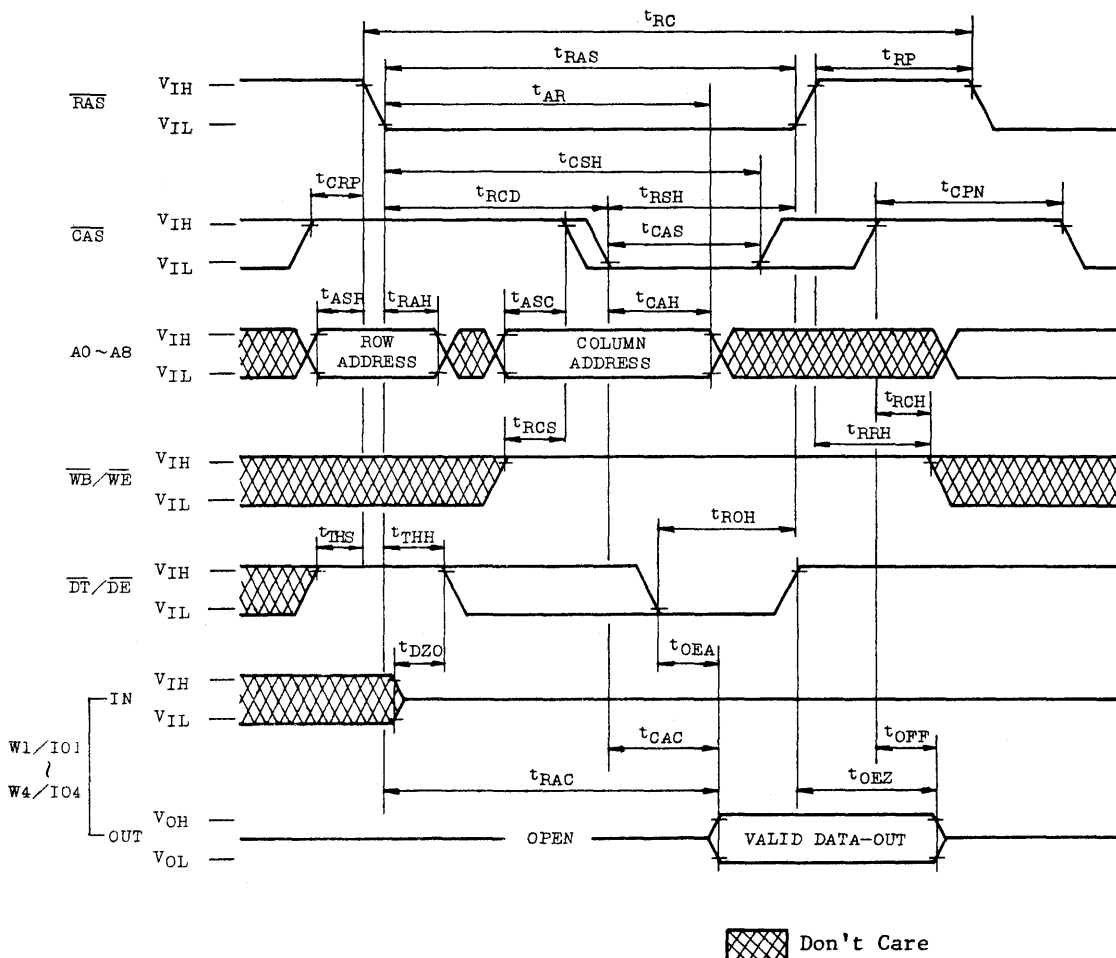 tRC
tRAS
tRP
VIH
tAR
RAS
VIL
tCSH
tCRP
tRCD
tRSH
tCPN
VIH
CAS
tCAS
VIL
tASR
tRAH
tASC
tCAH
VIH
ROW
COLUMN
A0~A8
ADDRESS
ADDRESS
VIL
tRCH
tRCS
tRRH
VIH
WB/WE
VIL
tROH
tTHS
tTHH
VIH
DT/DE
VIL
tDZO
tOEA
VIH
IN
VIL
tCAC
tOFF
W1/IO1
tRAC
tOEZ
~
W4/IO4
VOH
OUT
OPEN
VALID DATA-OUT
VOL
Don't Care